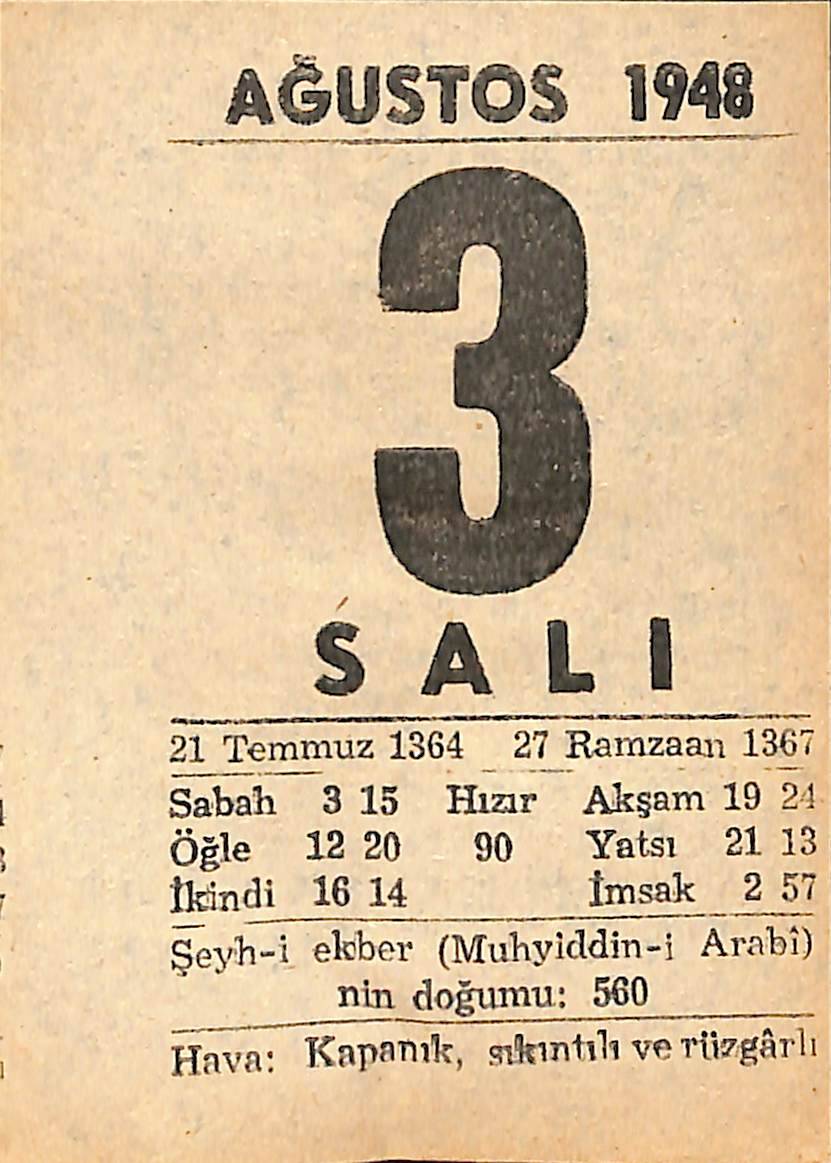 AĞUSTOS 1948
3
SALI
21 Temmuz 1364 27 Ramzaan 1367
Sabah 3 15 Hızır Akşam 19 24
Öğle 12 20 90 Yatsı 21 13
İkindi 16 14 İmsak 2 57
Şeyh-i ekber (Muhyiddin-i Arabî)
nin doğumu: 560
Hava: Kapanık, sıkıntılı ve rüzgârlı